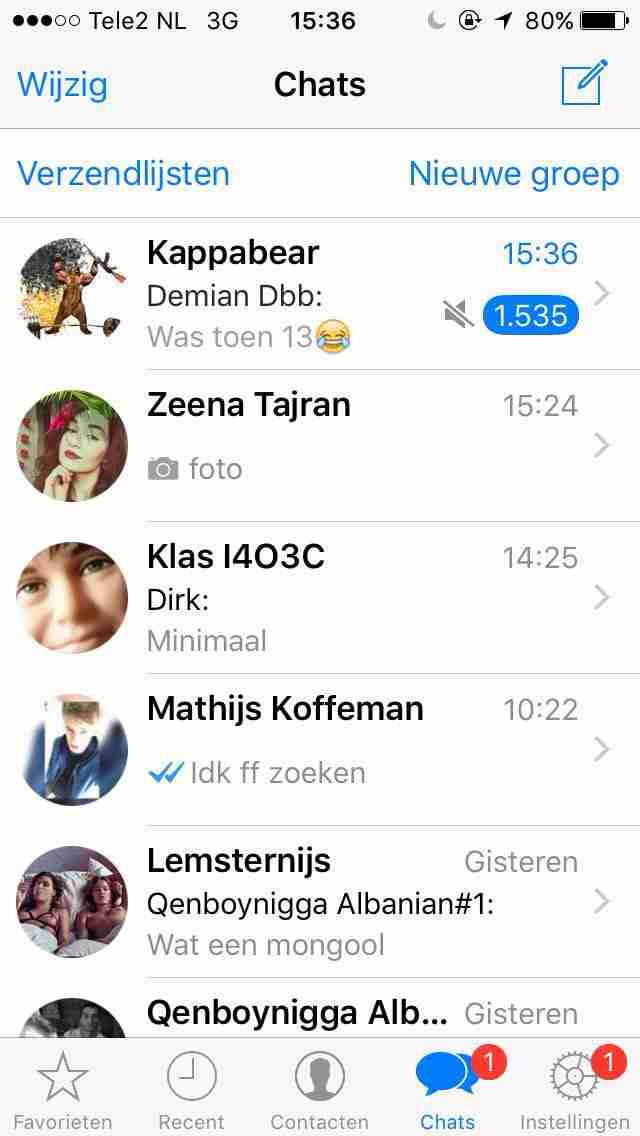 Tele2 NL 3G 15:36 80%
Wijzig Chats
Verzendlijsten Nieuwe groep
Kappabear 15:36
Demian Dbb:
Was toen 13😂 1.535
Zeena Tajran 15:24
foto
Klas I4O3C 14:25
Dirk:
Minimaal
Mathijs Koffeman 10:22
Idk ff zoeken
Lemsternijs Gisteren
Qenboynigga Albanian#1:
Wat een mongool
Qenboynigga Alb... Gisteren
1 1
Favorieten Recent Contacten Chats Instellingen